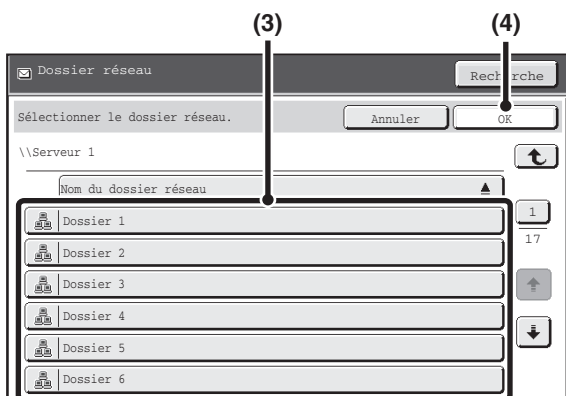 (3) (4)
Dossier réseau Recherche
Sélectionner le dossier réseau. Annuler OK
\\Serveur 1
Nom du dossier réseau
Dossier 1 1
Dossier 2 17
Dossier 3
Dossier 4
Dossier 5
Dossier 6